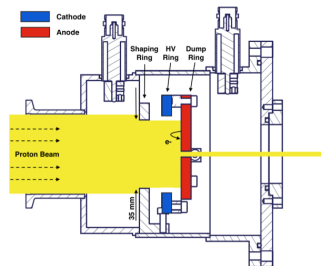 Cathode
Anode
Shaping Ring
HV Ring
Dump Ring
e-
Proton Beam
35 mm